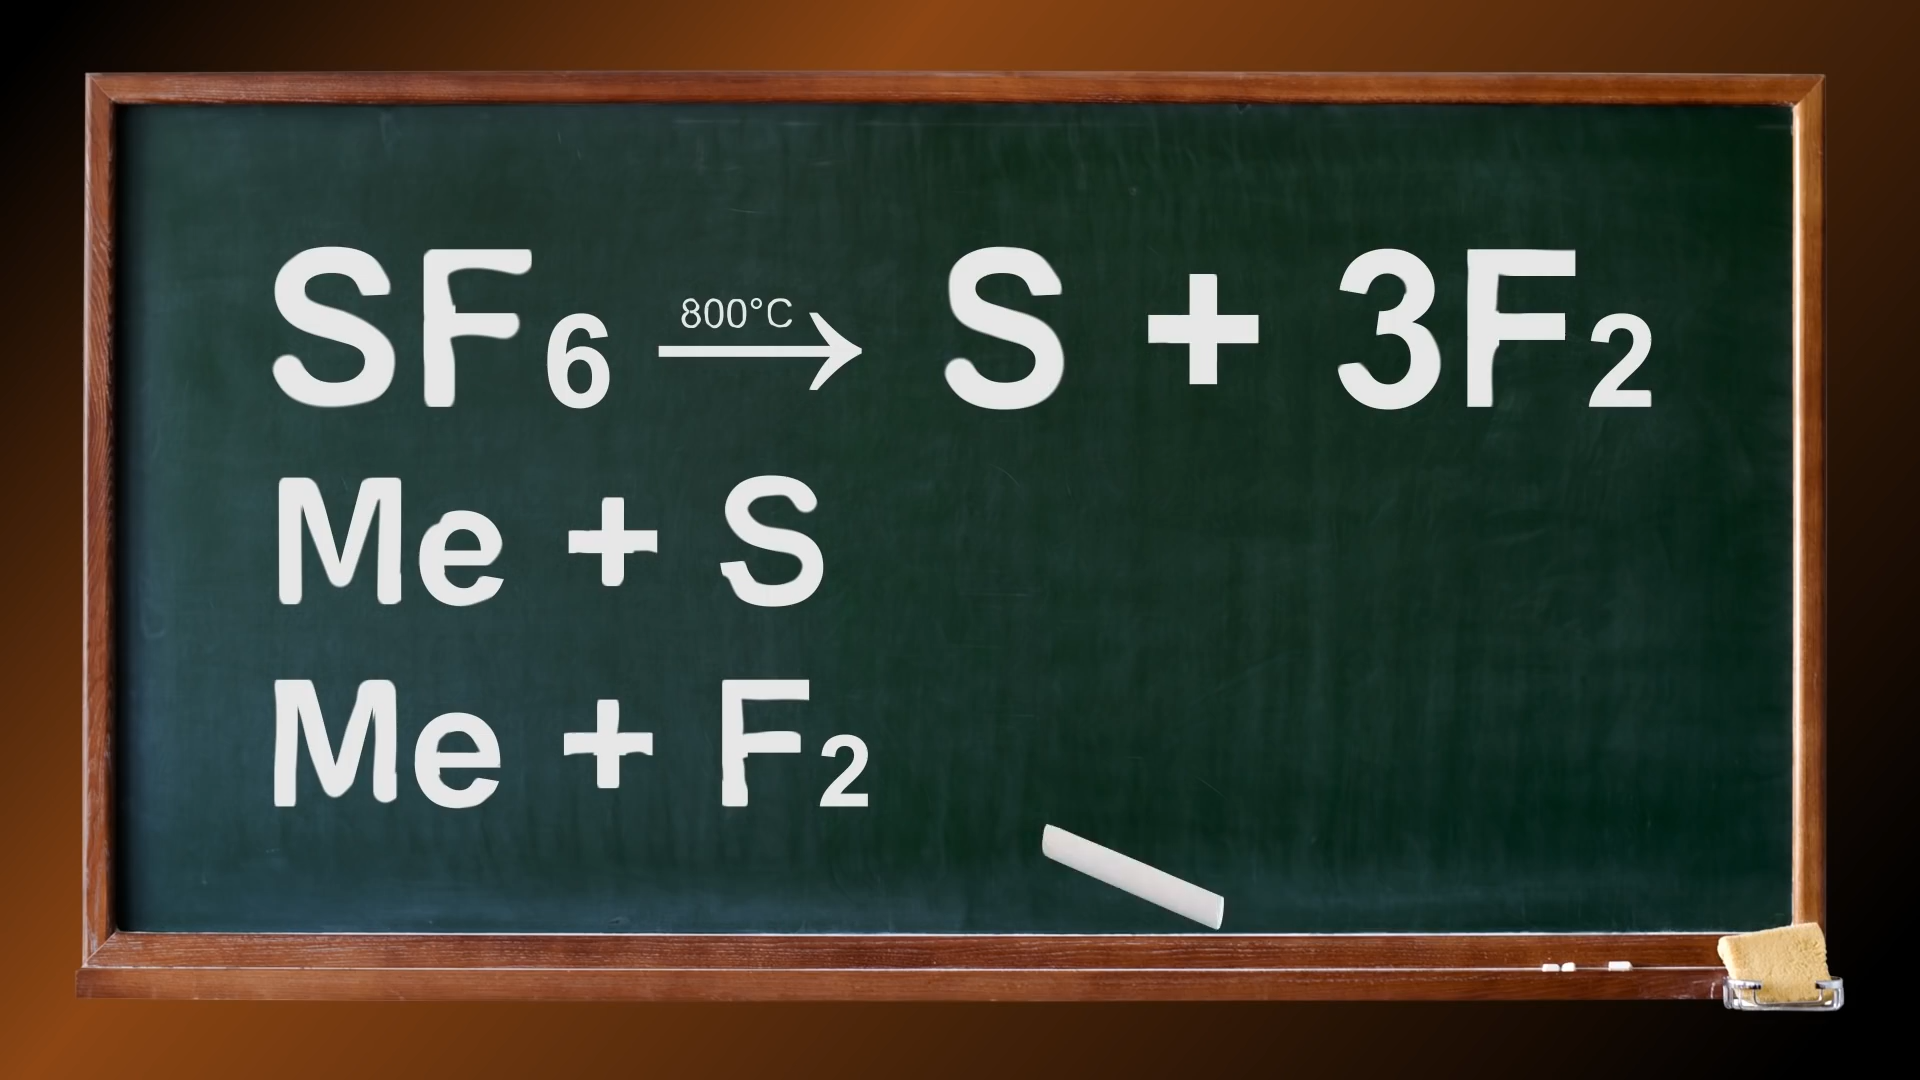 SF6 800°C → S + 3F2
Me + S
Me + F2